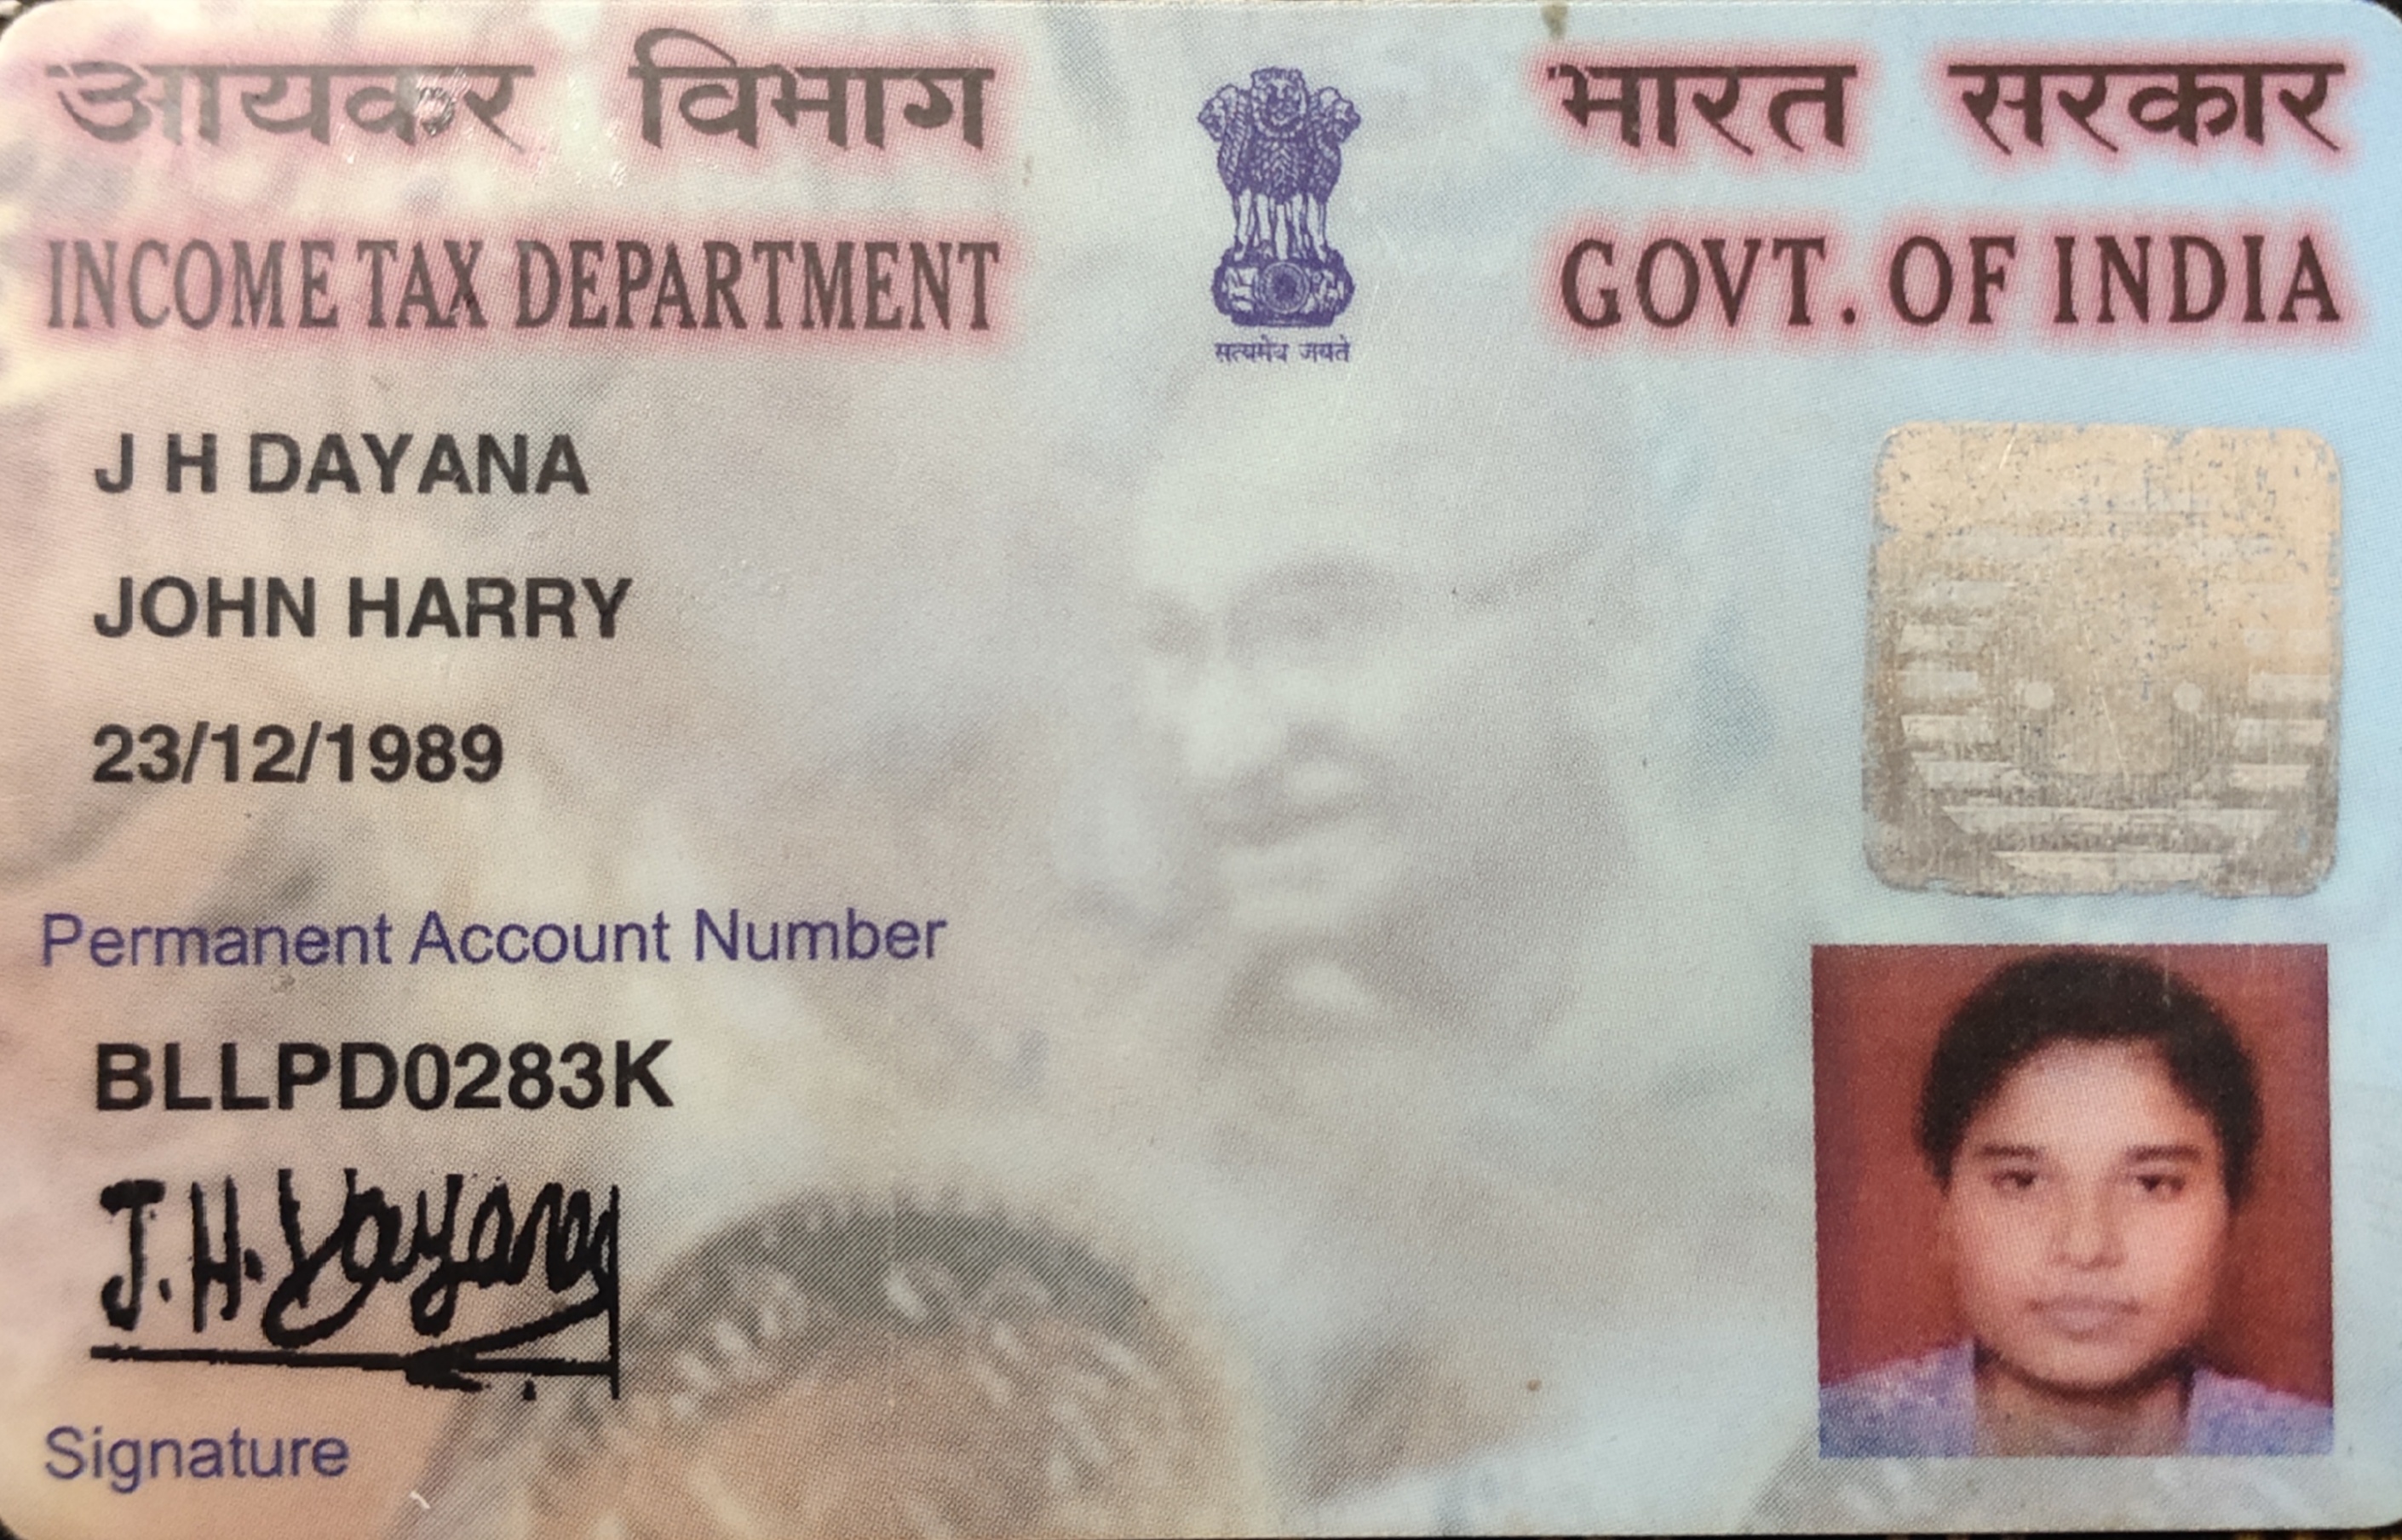 आयकर विभाग
भारत सरकार
INCOME TAX DEPARTMENT
GOVT. OF INDIA
सत्यमेव जयते
J H DAYANA
JOHN HARRY
23/12/1989
Permanent Account Number
BLLPD0283K
J.H.Dayana
Signature